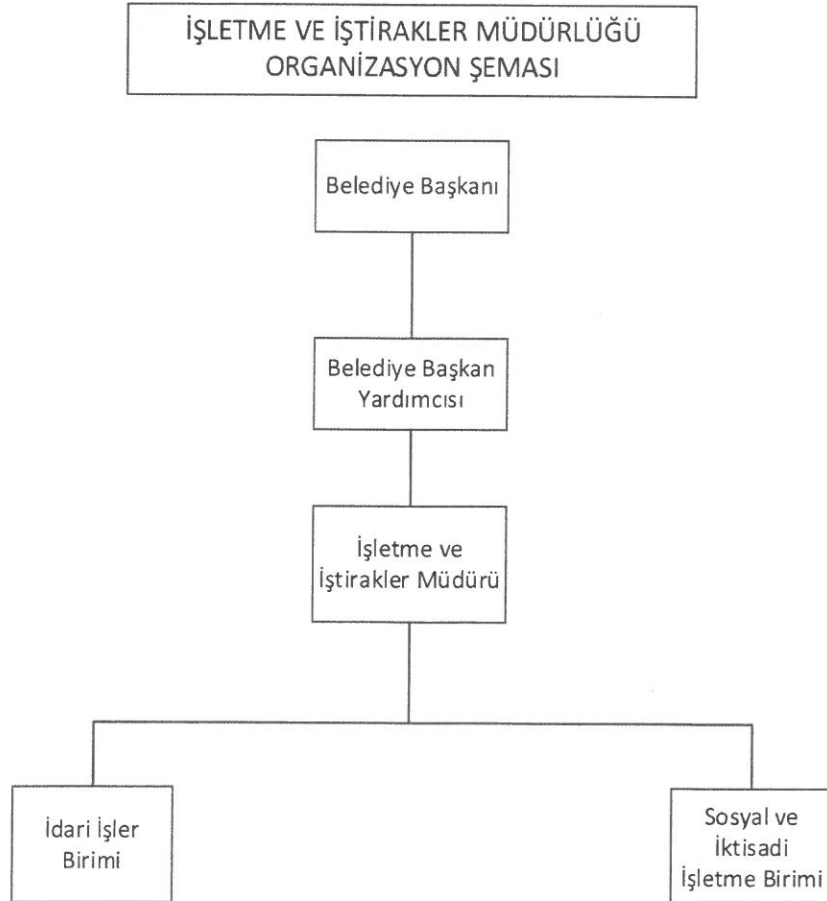 İŞLETME VE İŞTİRAKLER MÜDÜRLÜĞÜ
ORGANİZASYON ŞEMASI
Belediye Başkanı
Belediye Başkan
Yardımcısı
İşletme ve
İştirakler Müdürü
İdari İşler
Birimi
Sosyal ve
İktisadi
İşletme Birimi